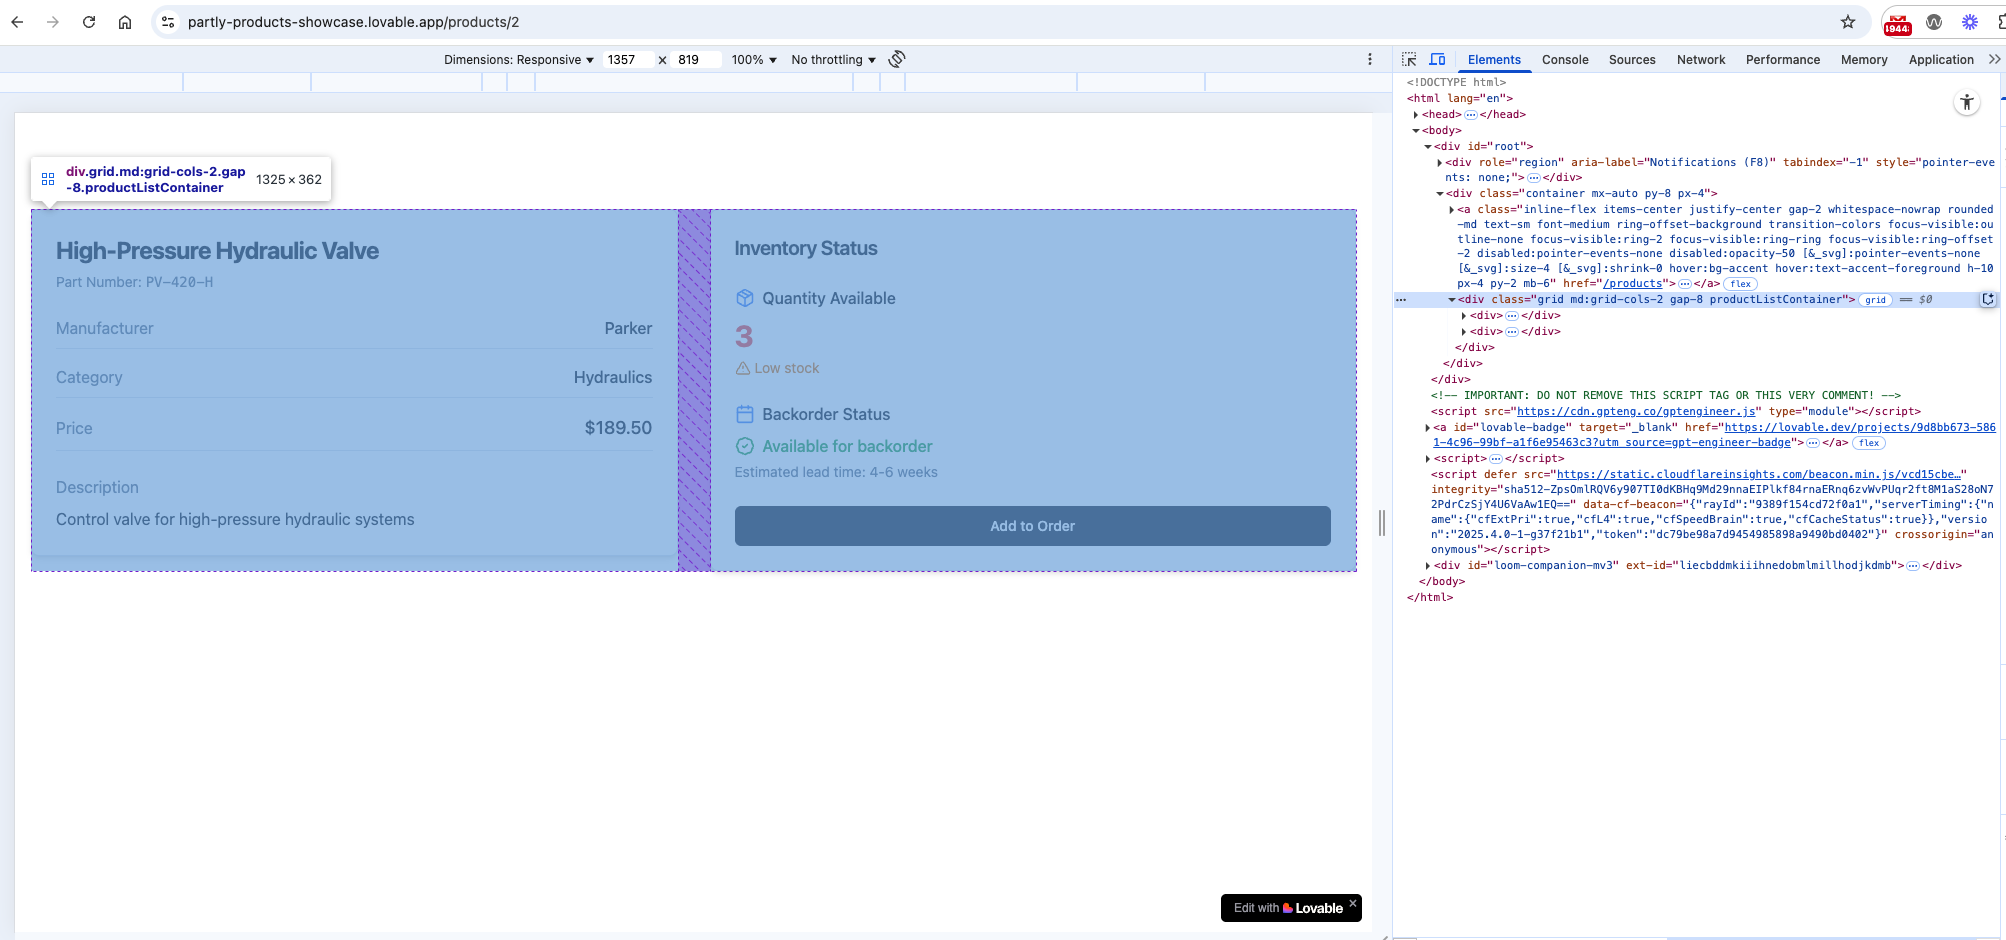 partly-products-showcase.lovable.app/products/2
1944
Dimensions: Responsive 1357 x 819 100% No throttling
Elements Console Sources Network Performance Memory Application
div.grid.md:grid-cols-2.gap
-8.productListContainer
1325 × 362
High-Pressure Hydraulic Valve
Part Number: PV-420-H
Manufacturer Parker
Category Hydraulics
Price $189.50
Description
Control valve for high-pressure hydraulic systems
Inventory Status
Quantity Available
3
Low stock
Backorder Status
Available for backorder
Estimated lead time: 4-6 weeks
Add to Order
Edit with Lovable ×
<!DOCTYPE html>
<html lang="en">
<head> ⋯ </head>
<body>
<div id="root">
<div role="region" aria-label="Notifications (F8)" tabindex="-1" style="pointer-eve
nts: none;"> ⋯ </div>
<div class="container mx-auto py-8 px-4">
<a class="inline-flex items-center justify-center gap-2 whitespace-nowrap rounded
-md text-sm font-medium ring-offset-background transition-colors focus-visible:ou
tline-none focus-visible:ring-2 focus-visible:ring-ring focus-visible:ring-offset
-2 disabled:pointer-events-none disabled:opacity-50 [&_svg]:pointer-events-none
[&_svg]:size-4 [&_svg]:shrink-0 hover:bg-accent hover:text-accent-foreground h-10
px-4 py-2 mb-6" href="/products"> ⋯ </a> flex
<div class="grid md:grid-cols-2 gap-8 productListContainer"> grid == $0
<div> ⋯ </div>
<div> ⋯ </div>
</div>
</div>
</div>
<!-- IMPORTANT: DO NOT REMOVE THIS SCRIPT TAG OR THIS VERY COMMENT! -->
<script src="https://cdn.gpteng.co/gptengineer.js" type="module"></script>
<a id="lovable-badge" target="_blank" href="https://lovable.dev/projects/9d8bb673-586
1-4c96-99bf-a1f6e95463c3?utm_source=gpt-engineer-badge"> ⋯ </a> flex
<script> ⋯ </script>
<script defer src="https://static.cloudflareinsights.com/beacon.min.js/vcd15cbe…"
integrity="sha512-ZpsOmlRQV6y907TI0dKBHq9Md29nnaEIPlkf84rnaERnq6zvWvPUqr2ft8M1aS28oN7
2PdrCzSjY4U6VaAw1EQ==" data-cf-beacon="{"rayId":"9389f154cd72f0a1","serverTiming":{"n
ame":{"cfExtPri":true,"cfL4":true,"cfSpeedBrain":true,"cfCacheStatus":true}},"versio
n":"2025.4.0-1-g37f21b1","token":"dc79be98a7d9454985898a9490bd0402"}" crossorigin="an
onymous"></script>
<div id="loom-companion-mv3" ext-id="liecbddmkiiihnedobmlmillhodjkdmb"> ⋯ </div>
</body>
</html>